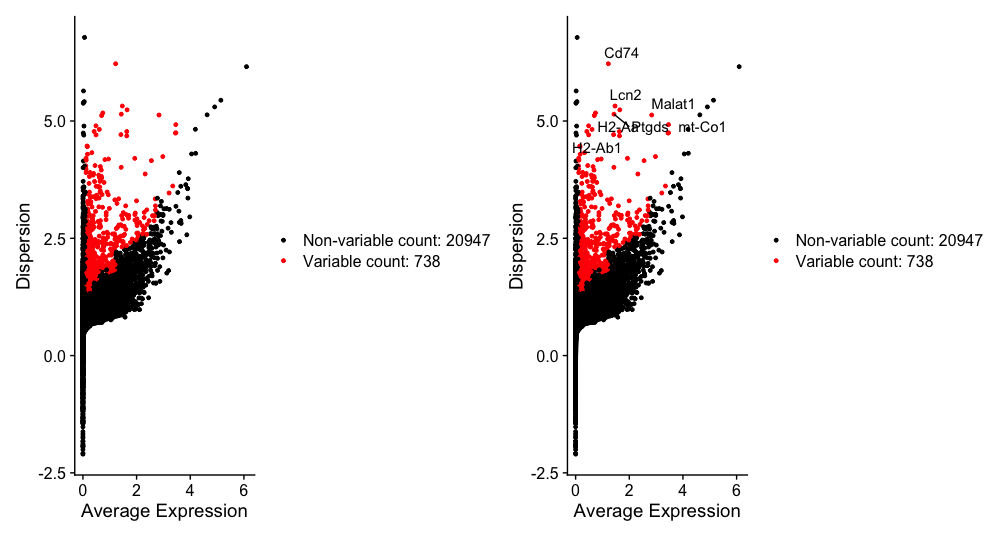 Dispersion
5.0
2.5
0.0
-2.5
0
2
4
6
Average Expression
Non-variable count: 20947
Variable count: 738
Dispersion
5.0
2.5
0.0
-2.5
0
2
4
6
Average Expression
Cd74
Lcn2
Malat1
H2-Aa
Ptgds
mt-Co1
H2-Ab1
Non-variable count: 20947
Variable count: 738